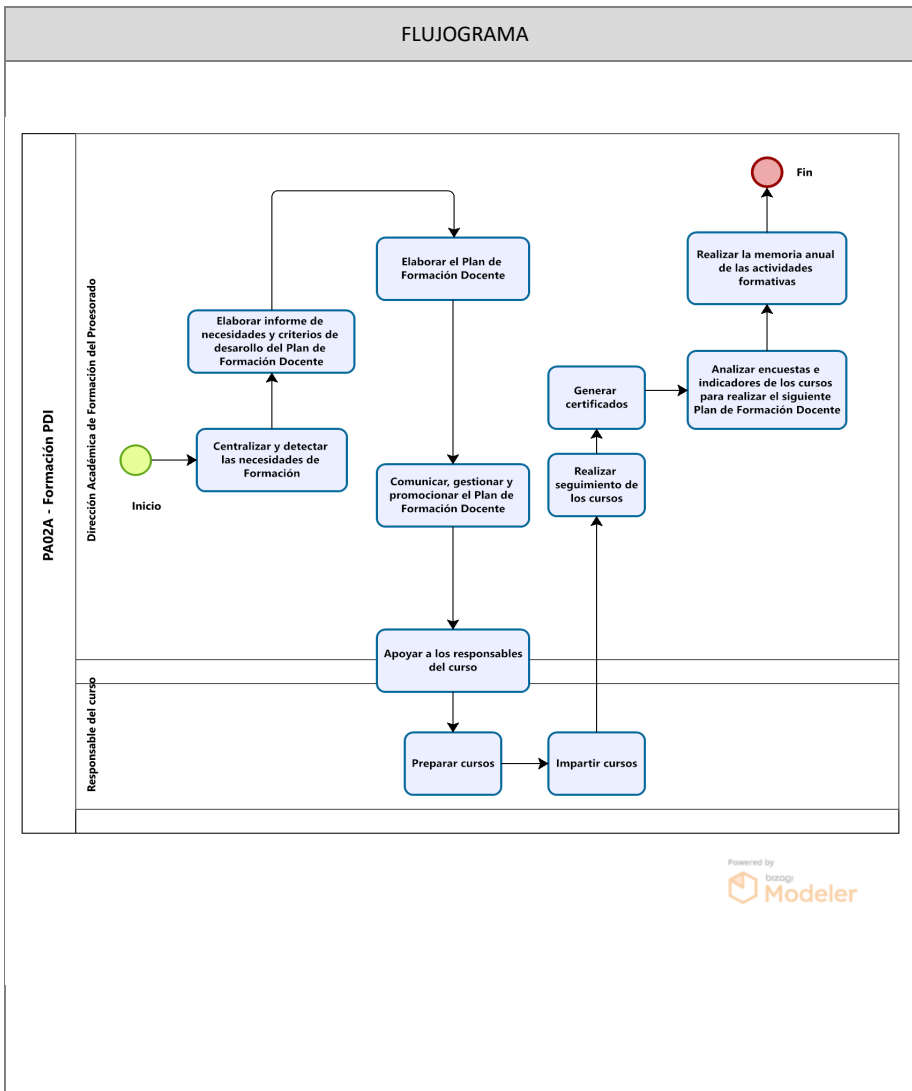 FLUJOGRAMA
PA02A - Formación PDI
Dirección Académica de Formación del Proesorado
Inicio
Centralizar y detectar
las necesidades de
Formación
Elaborar informe de
necesidades y criterios de
desarollo del Plan de
Formación Docente
Elaborar el Plan de
Formación Docente
Comunicar, gestionar y
promocionar el Plan de
Formación Docente
Apoyar a los responsables
del curso
Responsable del curso
Preparar cursos
Impartir cursos
Realizar
seguimiento de
los cursos
Generar
certificados
Analizar encuestas e
indicadores de los cursos
para realizar el siguiente
Plan de Formación Docente
Realizar la memoria anual
de las actividades
formativas
Fin
Powered by
bizagi
Modeler